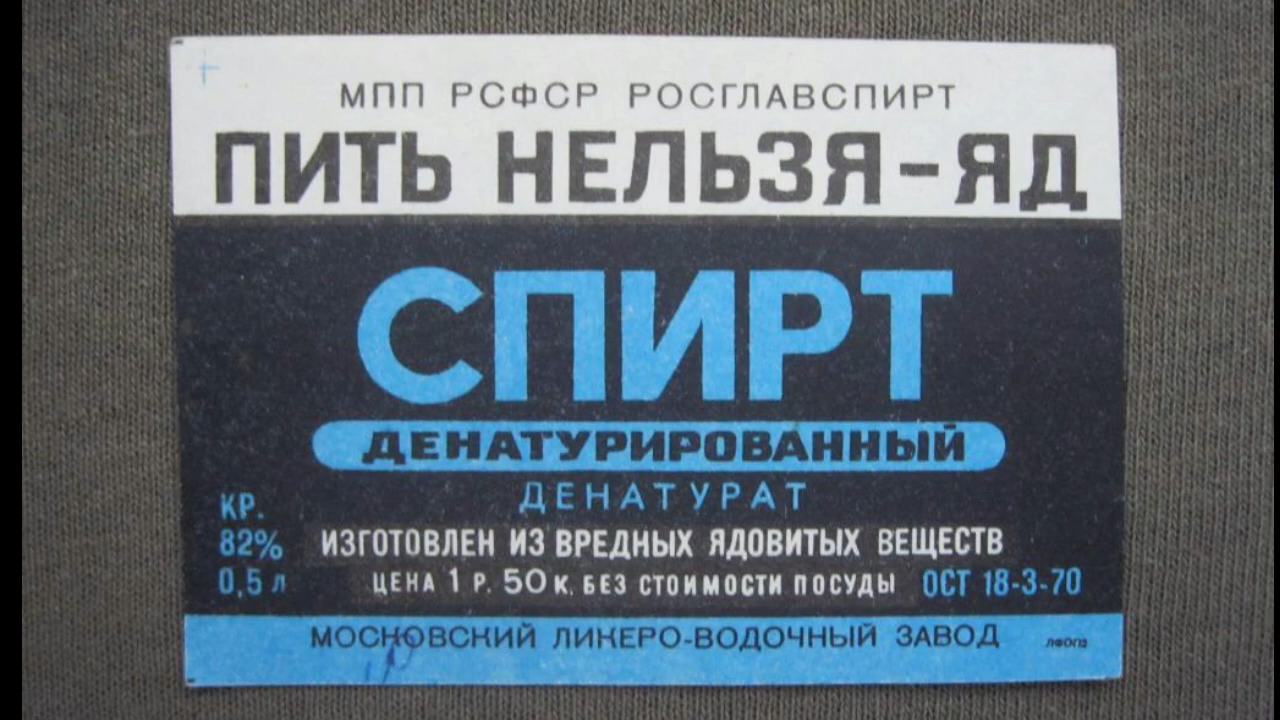 МПП РСФСР РОСГЛАВСПИРТ
ПИТЬ НЕЛЬЗЯ-ЯД
СПИРТ
ДЕНАТУРИРОВАННЫЙ
ДЕНАТУРАТ
КР.
82% ИЗГОТОВЛЕН ИЗ ВРЕДНЫХ ЯДОВИТЫХ ВЕЩЕСТВ
0,5 л ЦЕНА 1 Р. 50 К. БЕЗ СТОИМОСТИ ПОСУДЫ ОСТ 18-3-70
МОСКОВСКИЙ ЛИКЕРО-ВОДОЧНЫЙ ЗАВОД